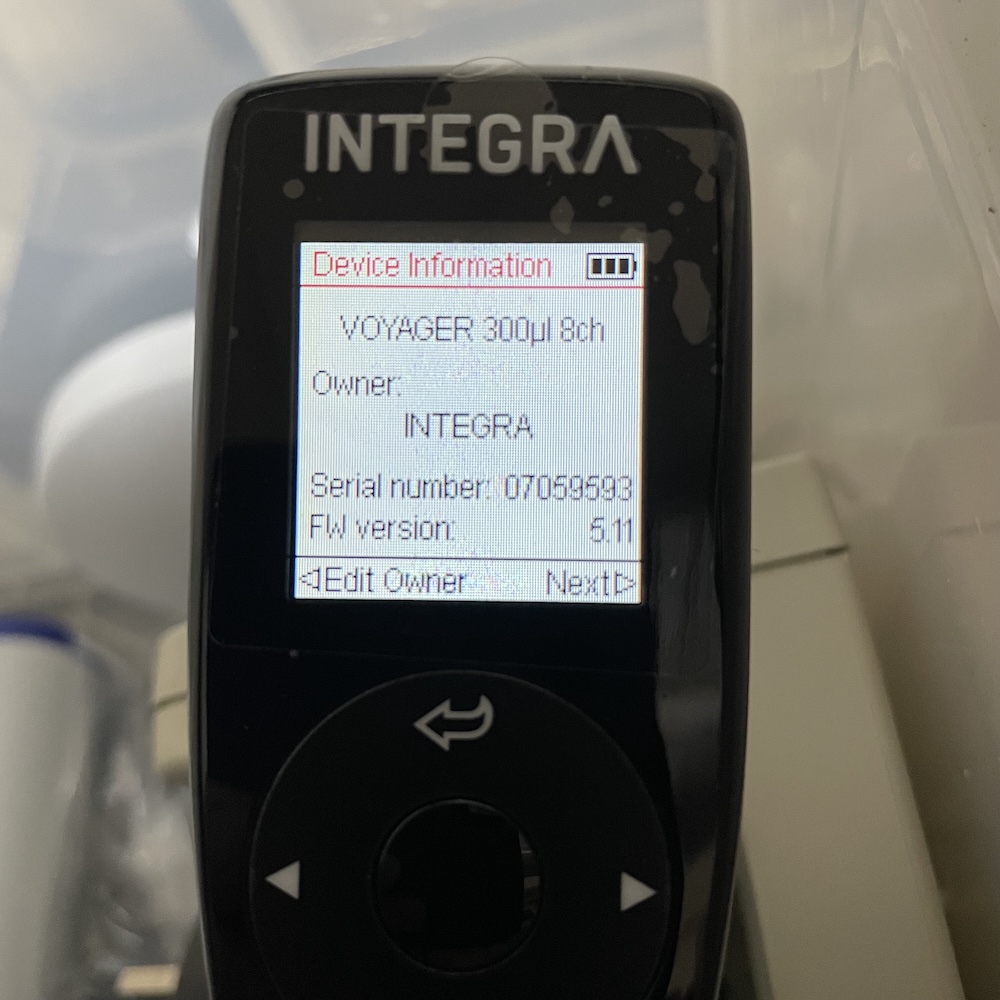 INTEGRA
Device Information
VOYAGER 300µl 8ch
Owner:
INTEGRA
Serial number: 07059593
FW version: 5.11
Edit Owner Next